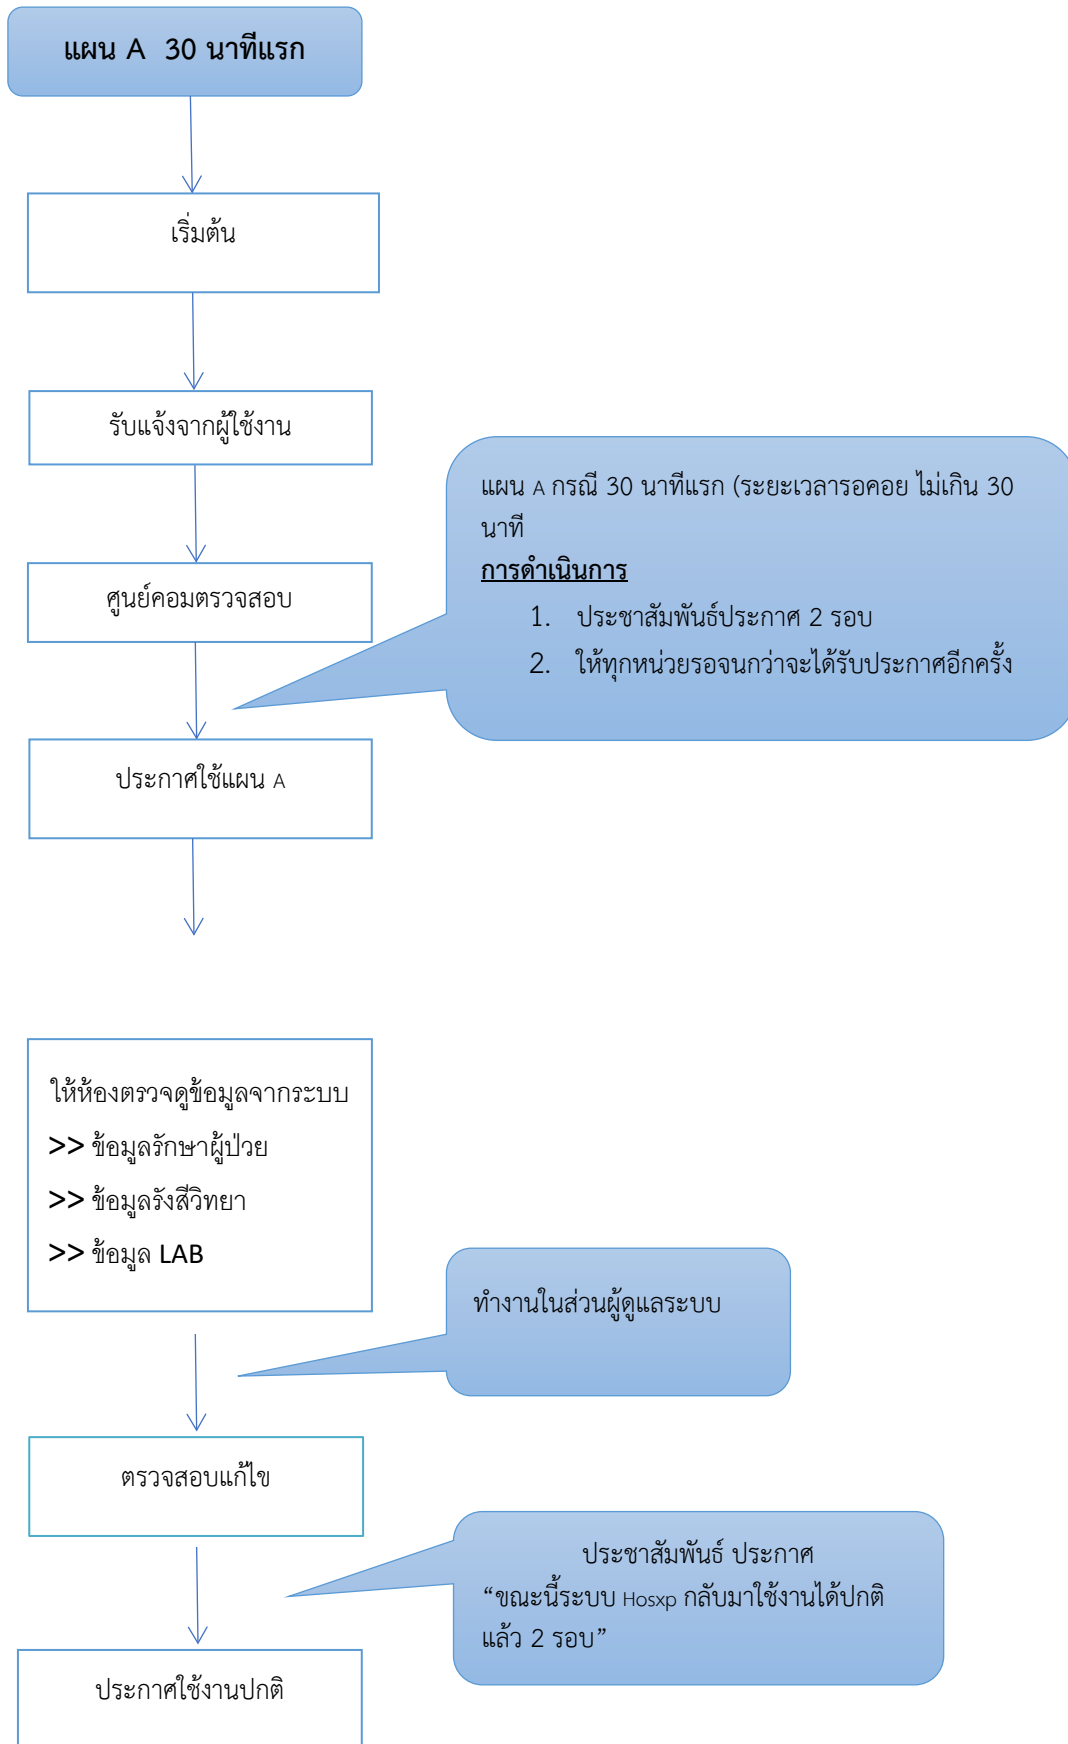 แผน A 30 นาทีแรก
เริ่มต้น
รับแจ้งจากผู้ใช้งาน
แผน A กรณี 30 นาทีแรก (ระยะเวลารอคอย ไม่เกิน 30
นาที
การดำเนินการ
1. ประชาสัมพันธ์ประกาศ 2 รอบ
2. ให้ทุกหน่วยรอจนกว่าจะได้รับประกาศอีกครั้ง
ศูนย์คอมตรวจสอบ
ประกาศใช้แผน A
ให้ห้องตรวจดูข้อมูลจากระบบ
>> ข้อมูลรักษาผู้ป่วย
>> ข้อมูลรังสีวิทยา
>> ข้อมูล LAB
ทำงานในส่วนผู้ดูแลระบบ
ตรวจสอบแก้ไข
ประชาสัมพันธ์ ประกาศ
“ขณะนี้ระบบ Hosxp กลับมาใช้งานได้ปกติ
แล้ว 2 รอบ”
ประกาศใช้งานปกติ